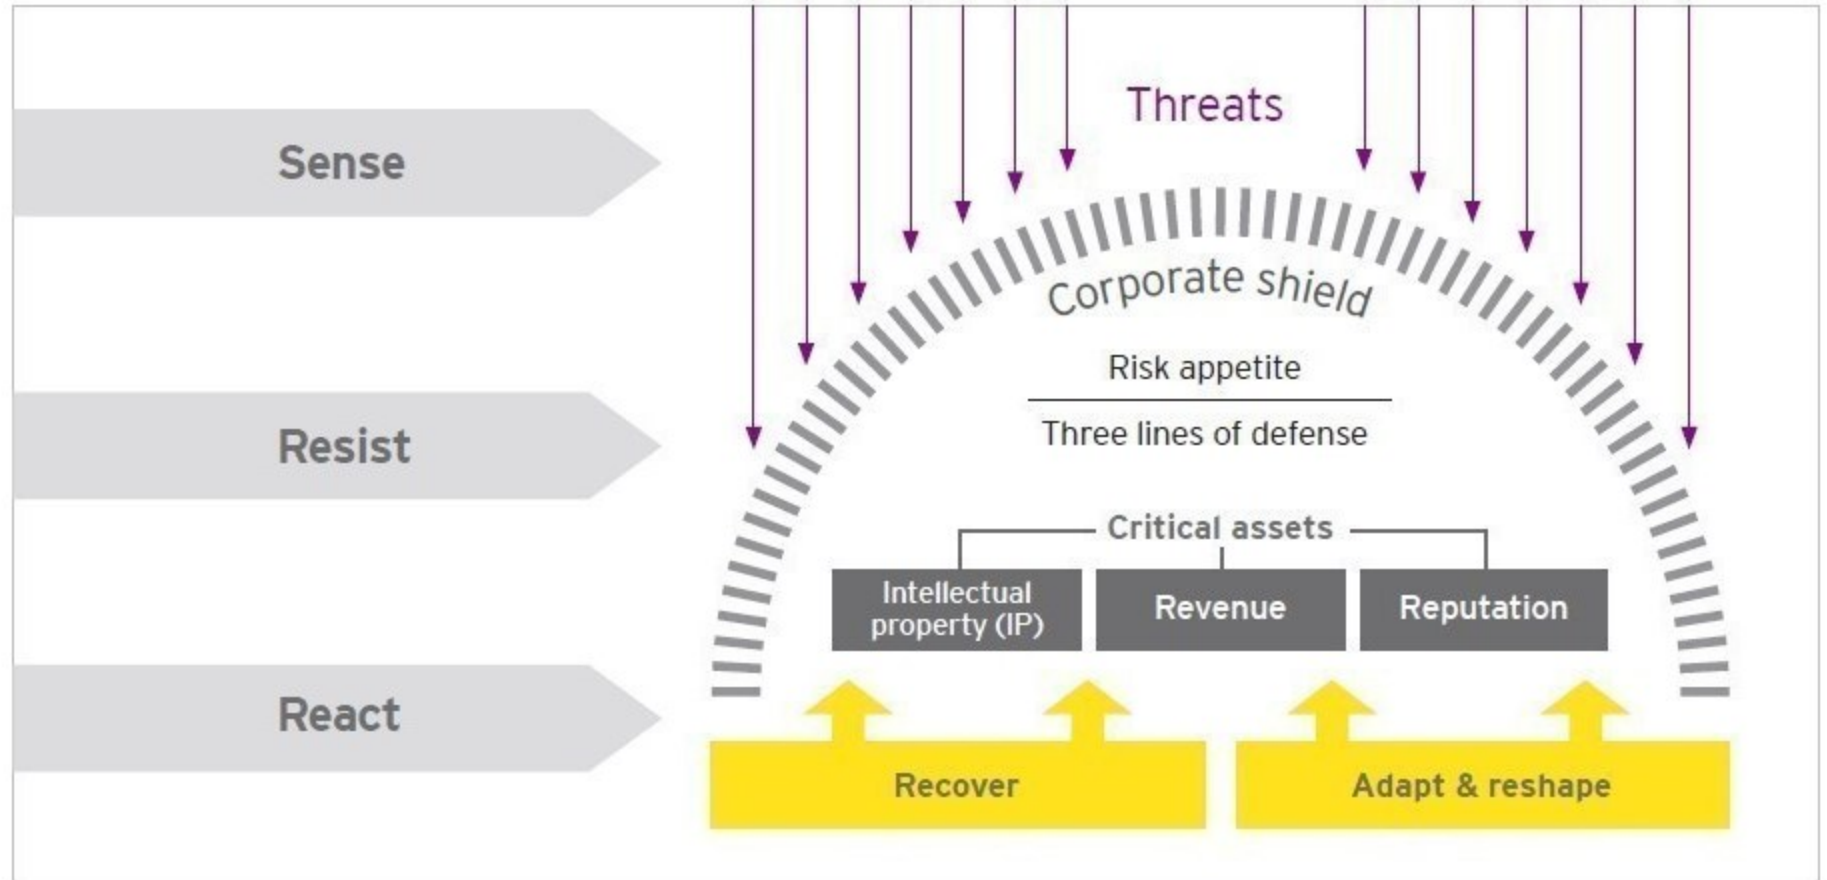 Sense
Threats
Corporate shield
Risk appetite
Resist
Three lines of defense
Critical assets
Intellectual
property (IP)
Revenue
Reputation
React
Recover
Adapt & reshape